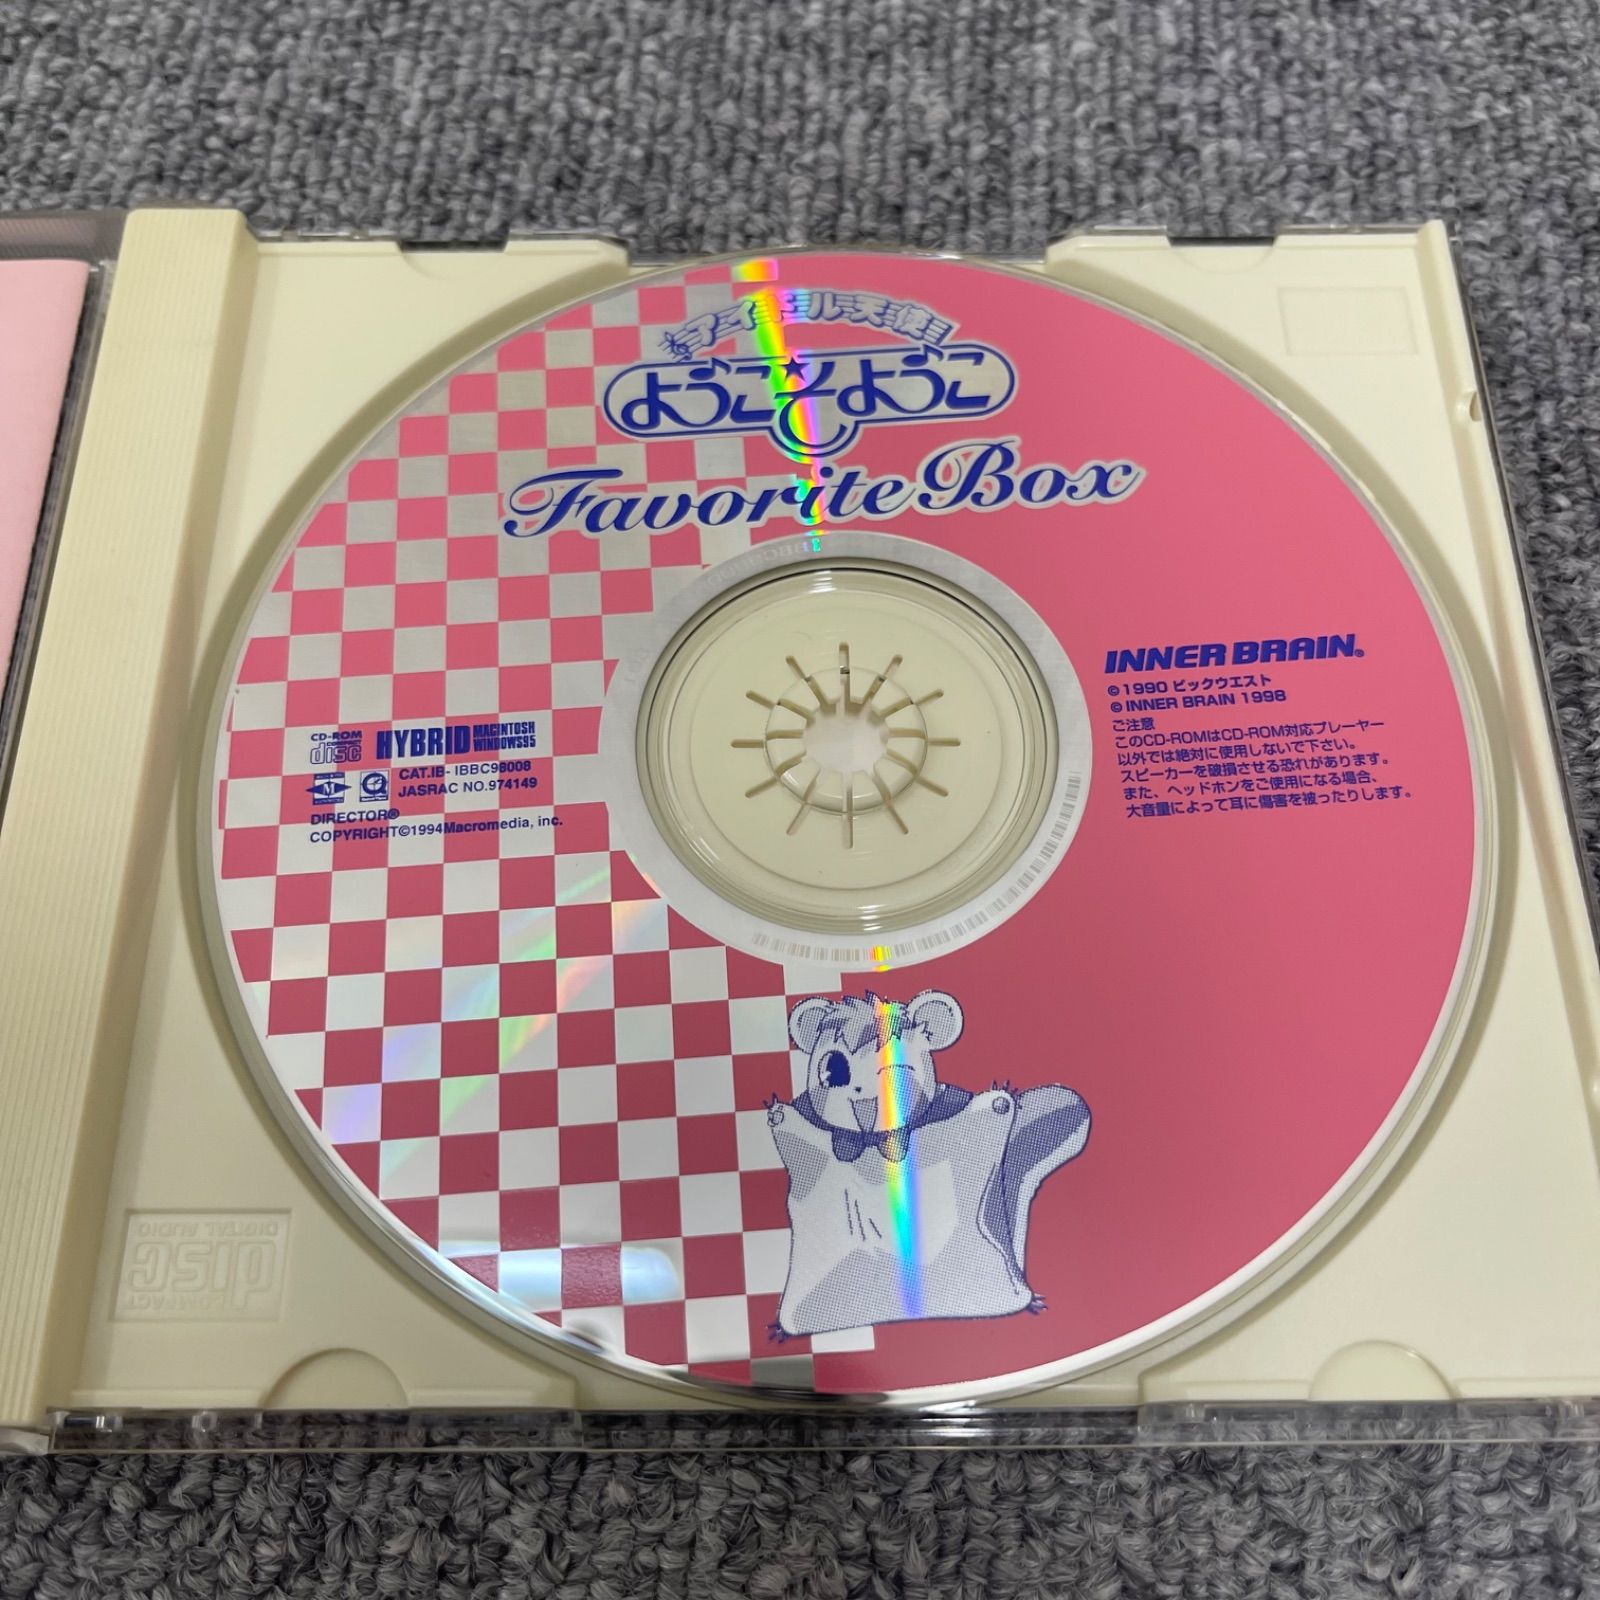 アイドル天使
ようこそようこ
Favorite Box
INNER BRAIN®
©1990 ビックウエスト
© INNER BRAIN 1998
ご注意
このCD-ROMはCD-ROM対応プレーヤー
以外では絶対に使用しないで下さい。
スピーカーを破損させる恐れがあります。
また、ヘッドホンをご使用になる場合、
大音量によって耳に傷害を被ったりします。
CD-ROM
COMPACT
disc
HYBRID
MACINTOSH
WINDOWS95
CAT.IB- IBBC98008
JASRAC NO.974149
DIRECTOR®
COPYRIGHT©1994Macromedia, inc.
COMPACT
disc
DIGITAL AUDIO